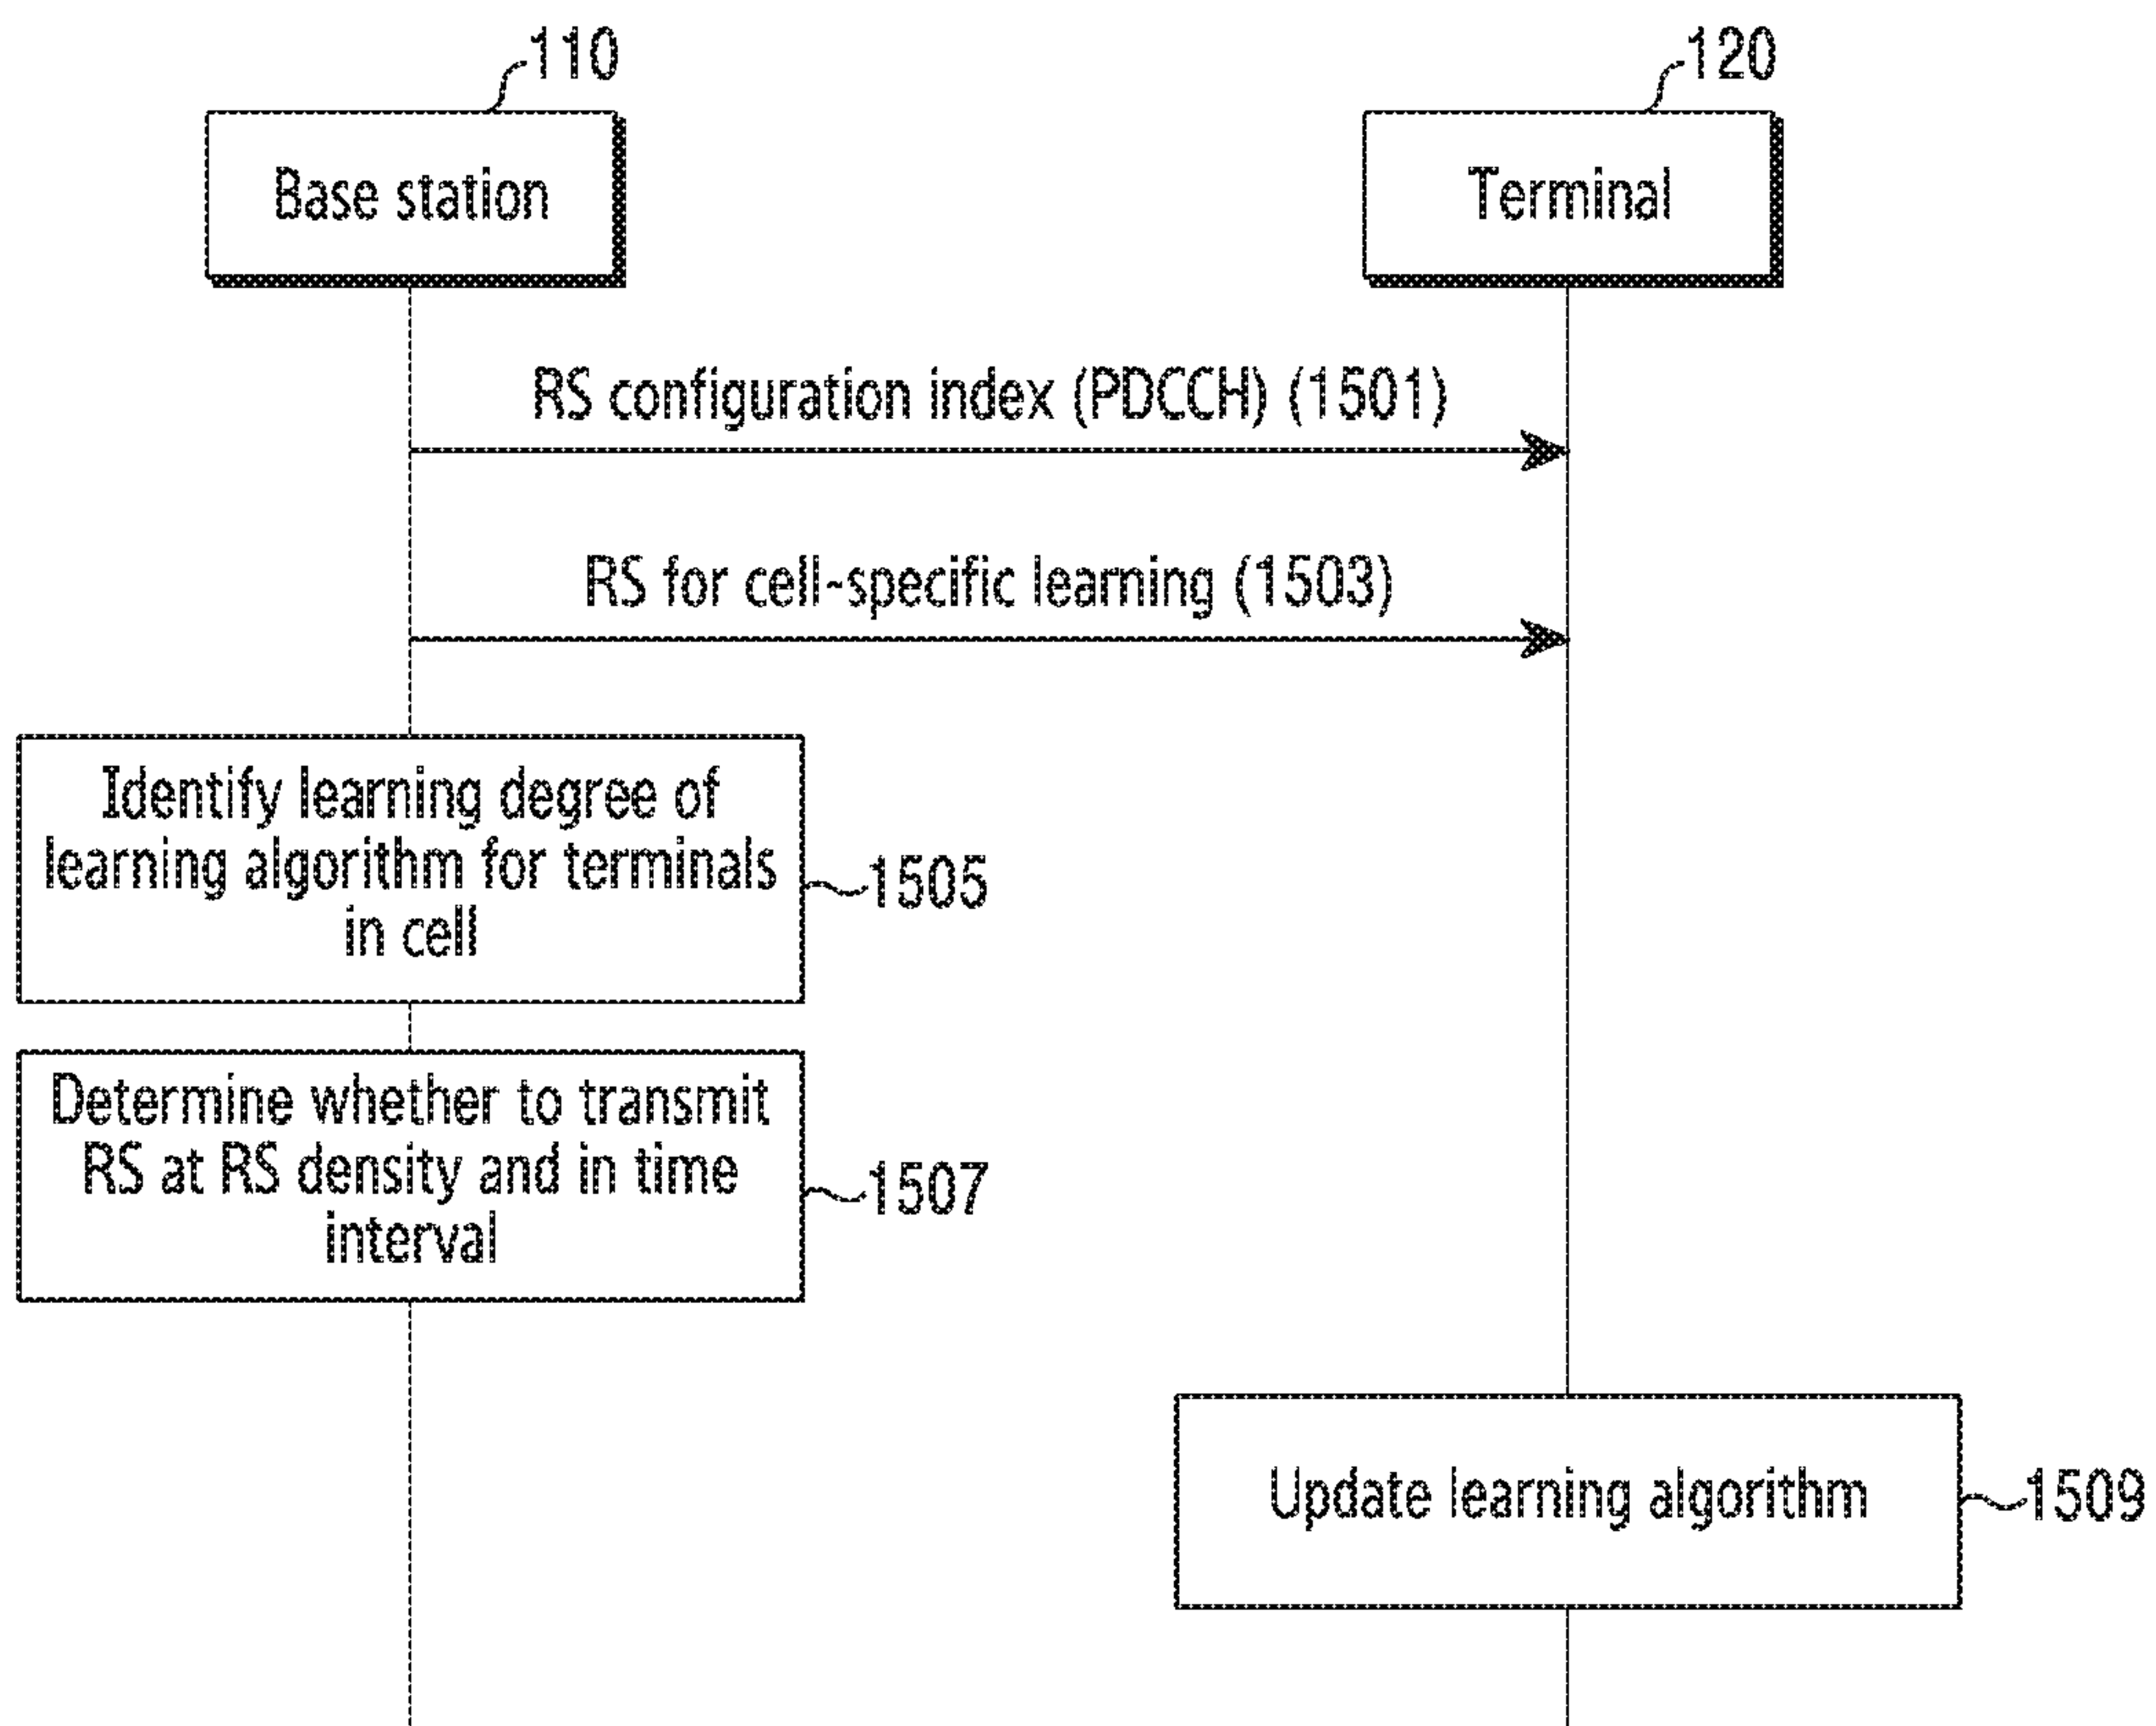 110
120
Base station
Terminal
RS configuration index (PDCCH) (1501)
RS for cell-specific learning (1503)
Identify learning degree of
learning algorithm for terminals
in cell
1505
Determine whether to transmit
RS at RS density and in time
interval
1507
Update learning algorithm
1509